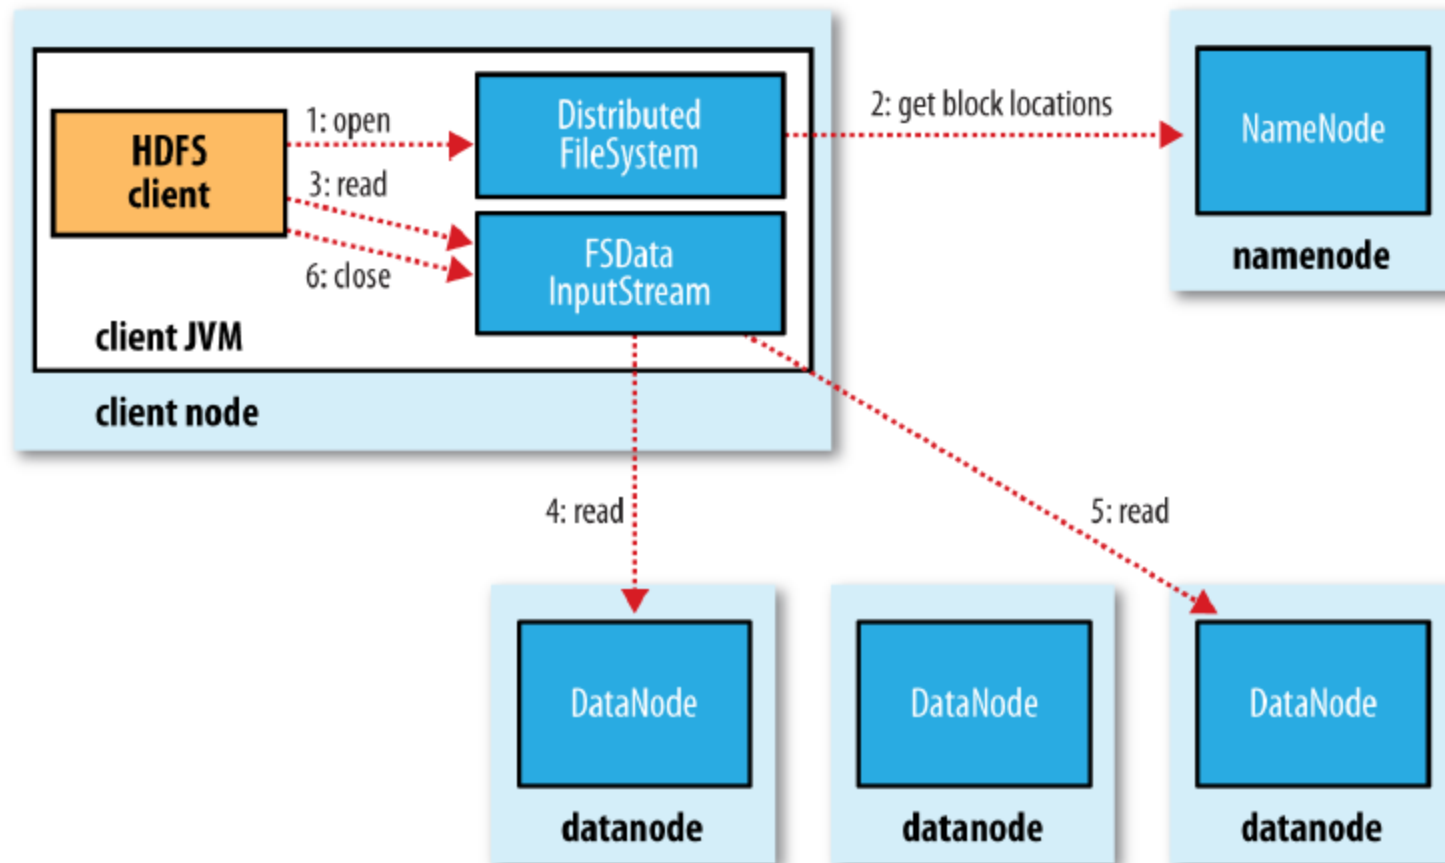 HDFS
client
1: open
3: read
6: close
Distributed
FileSystem
FSData
InputStream
client JVM
client node
2: get block locations
NameNode
namenode
4: read
5: read
DataNode
datanode
DataNode
datanode
DataNode
datanode